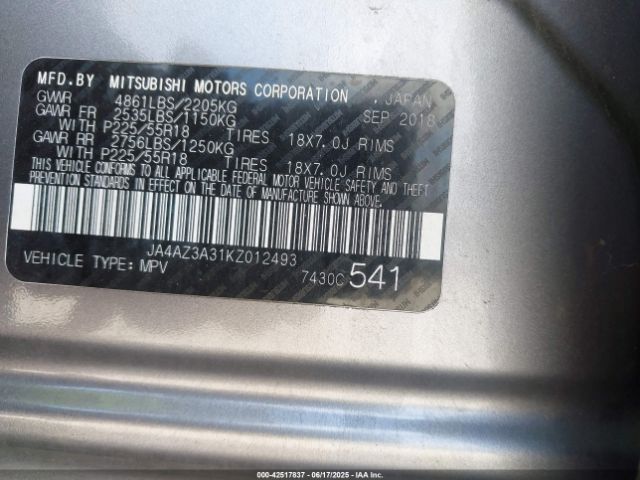 MFD.BY MITSUBISHI MOTORS CORPORATION , JAPAN
GVWR 4861LBS/2205KG SEP 2018
GAWR FR 2535LBS/1150KG
WITH P225/55R18 TIRES 18X7.0J RIMS
GAWR RR 2756LBS/1250KG
WITH P225/55R18 TIRES 18X7.0J RIMS
THIS VEHICLE CONFORMS TO ALL APPLICABLE FEDERAL MOTOR VEHICLE SAFETY AND THEFT
PREVENTION STANDARDS IN EFFECT ON THE DATE OF MANUFACTURE SHOWN ABOVE.
JA4AZ3A31KZ012493
VEHICLE TYPE:MPV 7430C 541
000-42517837 06/17/2025 IAA